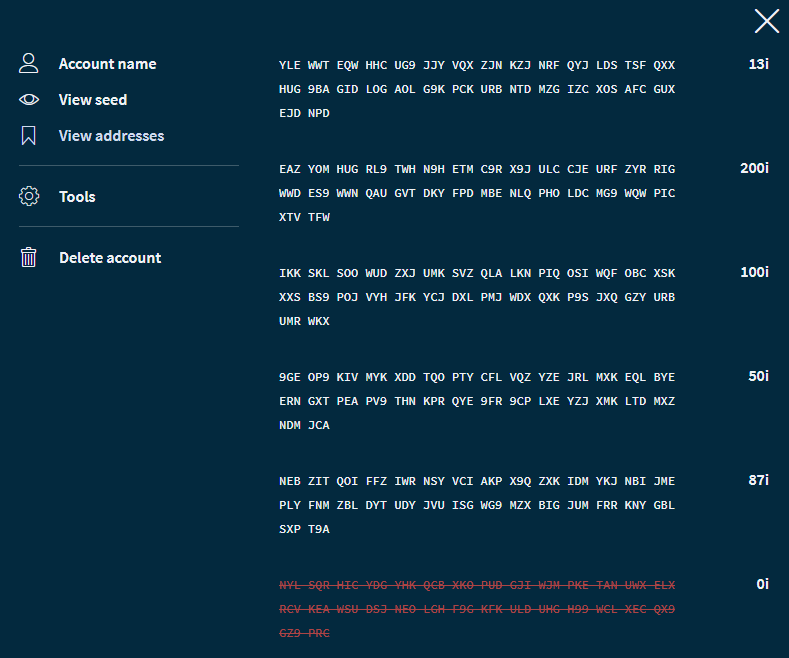 Account name
View seed
View addresses
Tools
Delete account
YLE WWT EQW HHC UG9 JJY VQX ZJN KZJ NRF QYJ LDS TSF QXX 13i
HUG 9BA GID LOG AOL G9K PCK URB NTD MZG IZC XOS AFC GUX
EJD NPD
EAZ YOM HUG RL9 TWH N9H ETM C9R X9J ULC CJE URF ZYR RIG 200i
WWD ES9 WWN QAU GVT DKY FPD MBE NLQ PHO LDC MG9 WQW PIC
XTV TFW
IKK SKL SOO WUD ZXJ UMK SVZ QLA LKN PIQ OSI WQF OBC XSK 100i
XXS BS9 POJ VYH JFK YCJ DXL PMJ WDX QXK P9S JXQ GZY URB
UMR WKX
9GE OP9 KIV MYK XDD TQO PTY CFL VQZ YZE JRL MXK EQL BYE 50i
ERN GXT PEA PV9 THN KPR QYE 9FR 9CP LXE YZJ XMK LTD MXZ
NDM JCA
NEB ZIT QOI FFZ IWR NSY VCI AKP X9Q ZXK IDM YKJ NBI JME 87i
PLY FNM ZBL DYT UDY JVU ISG WG9 MZX BIG JUM FRR KNY GBL
SXP T9A
NYL SQR HIC YDG YHK QCB XKO PUD GJI WJM PKE TAN UWX ELX 0i
RCV KEA WSU DSJ NEO LGH F9G KFK ULD UHG H99 WCL XEC QX9
GZ9 PRC